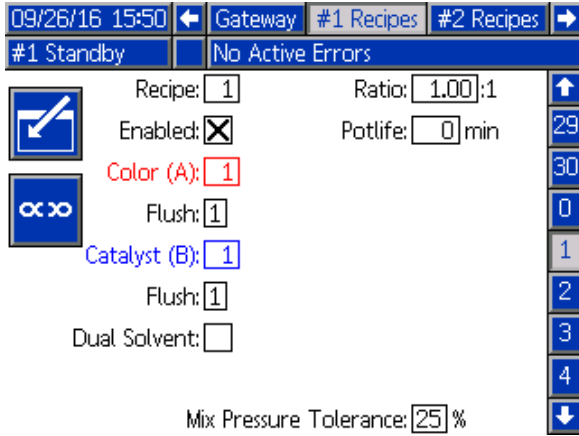 09/26/16 15:50 Gateway #1 Recipes #2 Recipes
#1 Standby No Active Errors
Recipe: 1 Ratio: 1.00 :1
Enabled: Potlife: 0 min
29
Color (A): 1
30
Flush: 1
0
Catalyst (B): 1
1
Flush: 1
2
Dual Solvent:
3
4
Mix Pressure Tolerance: 25 %